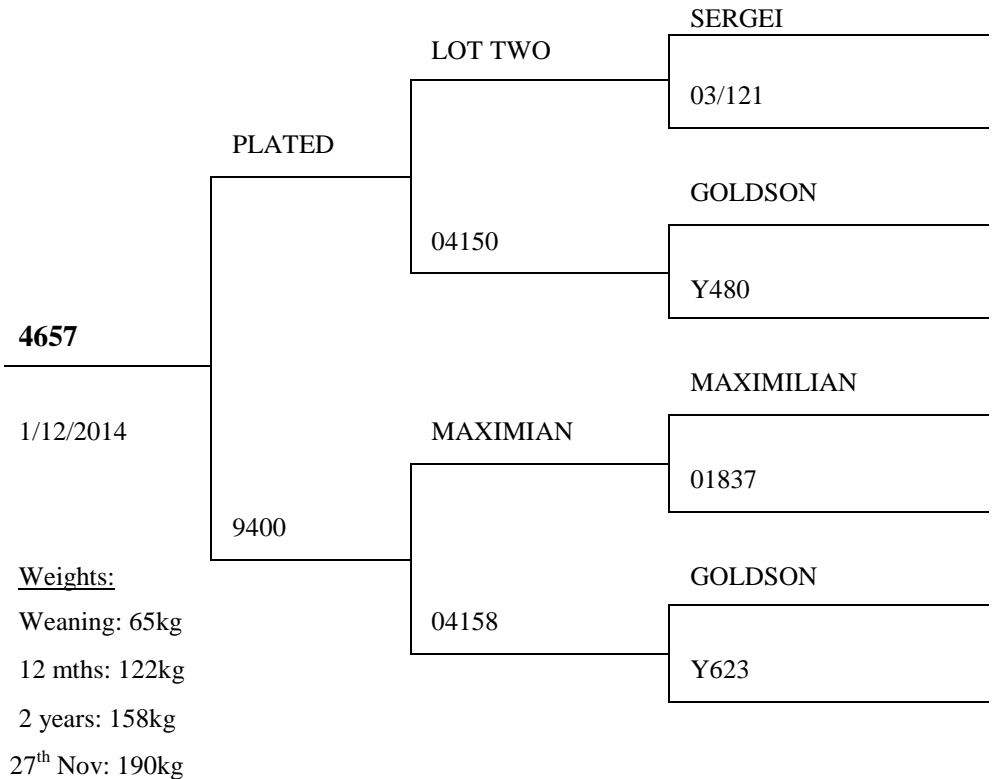 SERGEI
LOT TWO
03/121
PLATED
GOLDSON
04150
Y480
4657
MAXIMILIAN
1/12/2014
MAXIMIAN
01837
9400
Weights:
GOLDSON
Weaning: 65kg
04158
12 mths: 122kg
Y623
2 years: 158kg
27th Nov: 190kg